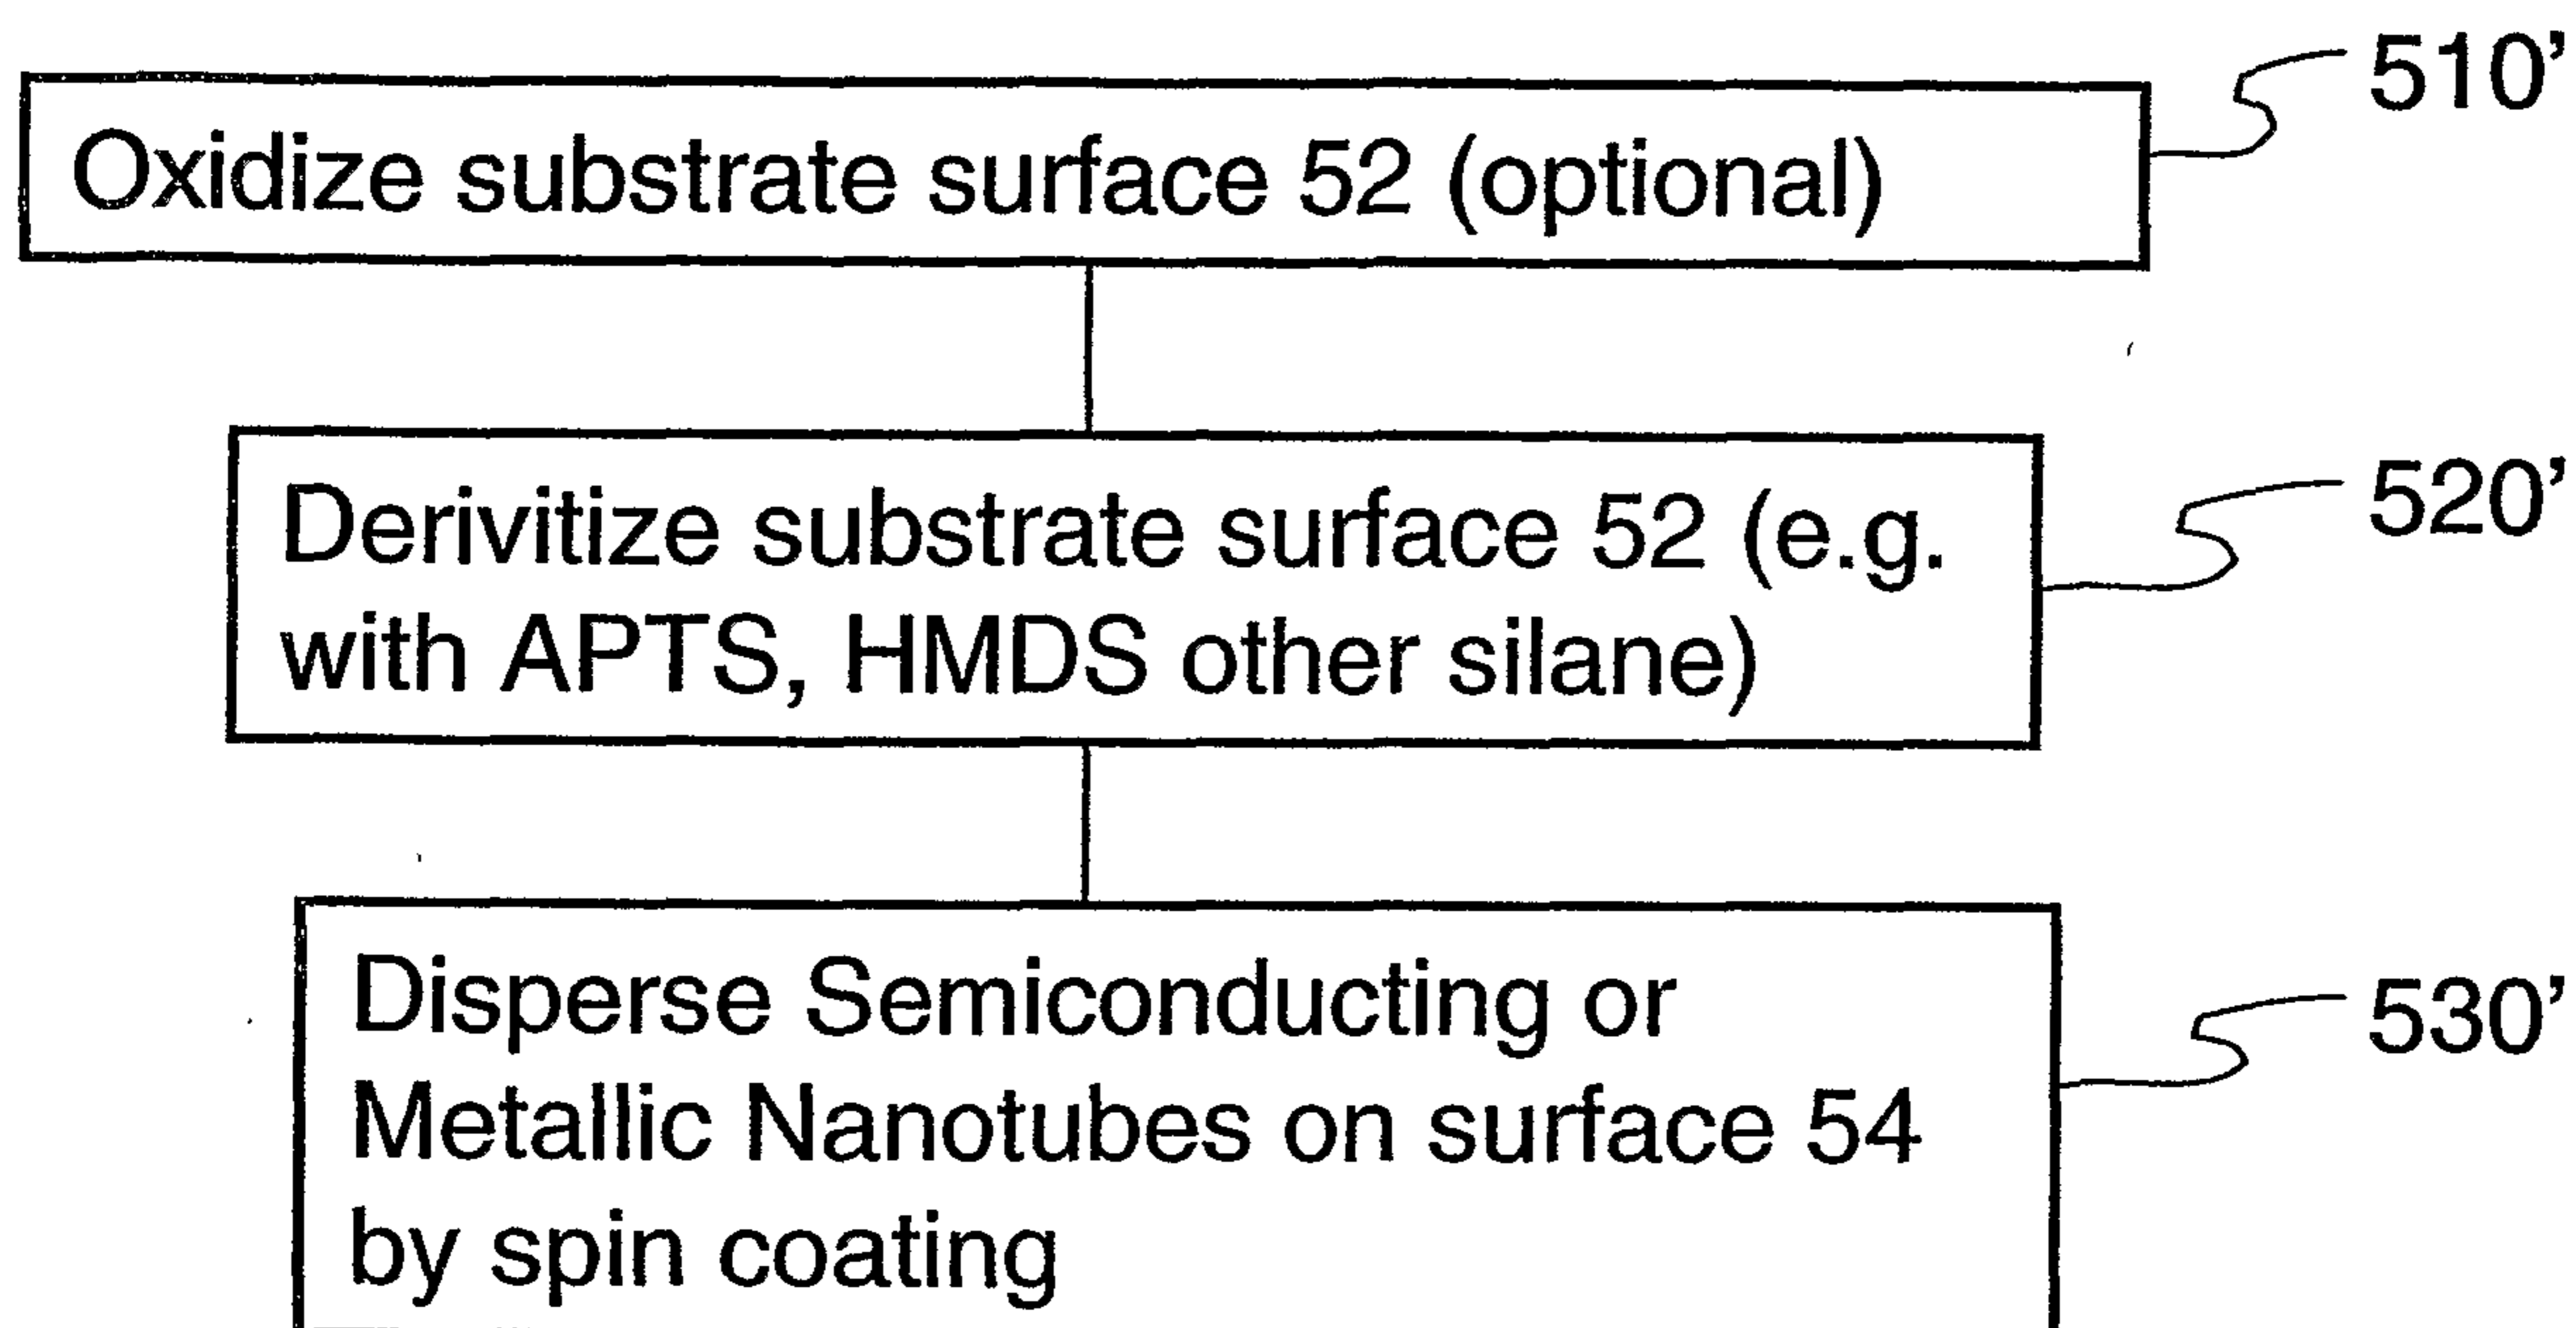 510’
Oxidize substrate surface 52 (optional)
520’
Derivitize substrate surface 52 (e.g.
with APTS, HMDS other silane)
530’
Disperse Semiconducting or
Metallic Nanotubes on surface 54
by spin coating